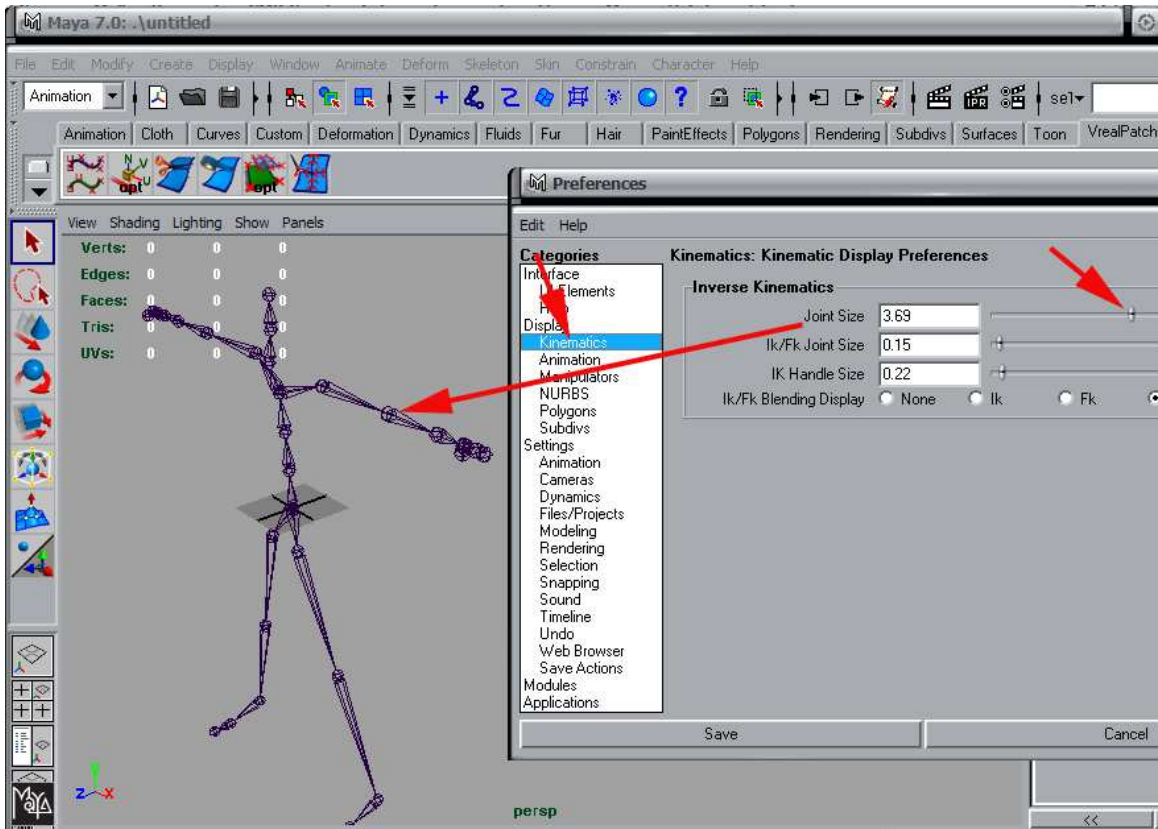 Maya 7.0: .\untitled
File Edit Modify Create Display Window Animate Deform Skeleton Skin Constrain Character Help
Animation
IPR
sel
Animation Cloth Curves Custom Deformation Dynamics Fluids Fur Hair PaintEffects Polygons Rendering Subdivs Surfaces Toon VrealPatch
N V U opt opt
View Shading Lighting Show Panels
Verts: 0 0 0
Edges: 0 0 0
Faces: 0 0 0
Tris: 0 0 0
UVs: 0 0 0
Preferences
Edit Help
Categories
Interface
Elements
Display
Kinematics
Animation
Manipulators
NURBS
Polygons
Subdivs
Settings
Animation
Cameras
Dynamics
Files/Projects
Modeling
Rendering
Selection
Snapping
Sound
Timeline
Undo
Web Browser
Save Actions
Modules
Applications
Kinematics: Kinematic Display Preferences
Inverse Kinematics
Joint Size 3.69
Ik/Fk Joint Size 0.15
IK Handle Size 0.22
Ik/Fk Blending Display None Ik Fk
Save Cancel
y
z x
persp
MAYA
<<